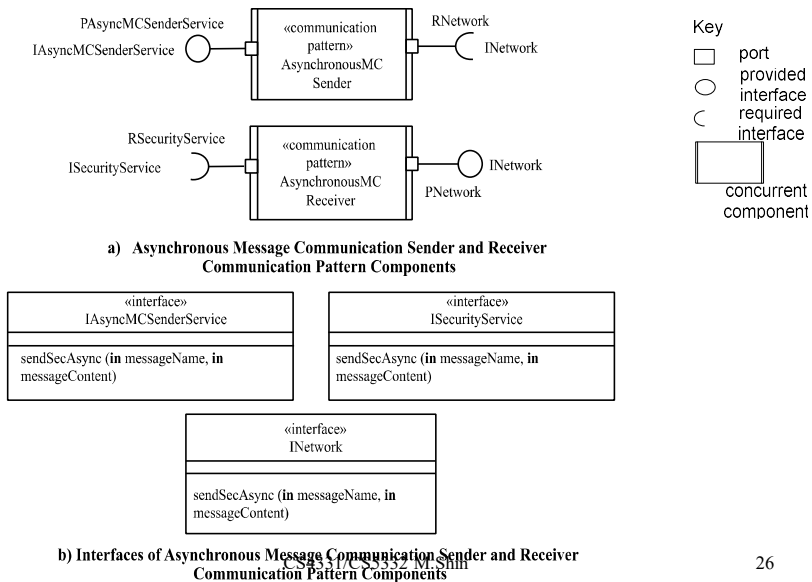 PAsyncMCSenderService
IAsyncMCSenderService
«communication
pattern»
AsynchronousMC
Sender
RNetwork
INetwork
Key
port
provided
interface
required
interface
concurrent
component
RSecurityService
ISecurityService
«communication
pattern»
AsynchronousMC
Receiver
INetwork
PNetwork
a) Asynchronous Message Communication Sender and Receiver
Communication Pattern Components
«interface»
IAsyncMCSenderService
sendSecAsync (in messageName, in
messageContent)
«interface»
ISecurityService
sendSecAsync (in messageName, in
messageContent)
«interface»
INetwork
sendSecAsync (in messageName, in
messageContent)
b) Interfaces of Asynchronous Message Communication Sender and Receiver
Communication Pattern Components
CS4331/CS5332 M.Shin
26